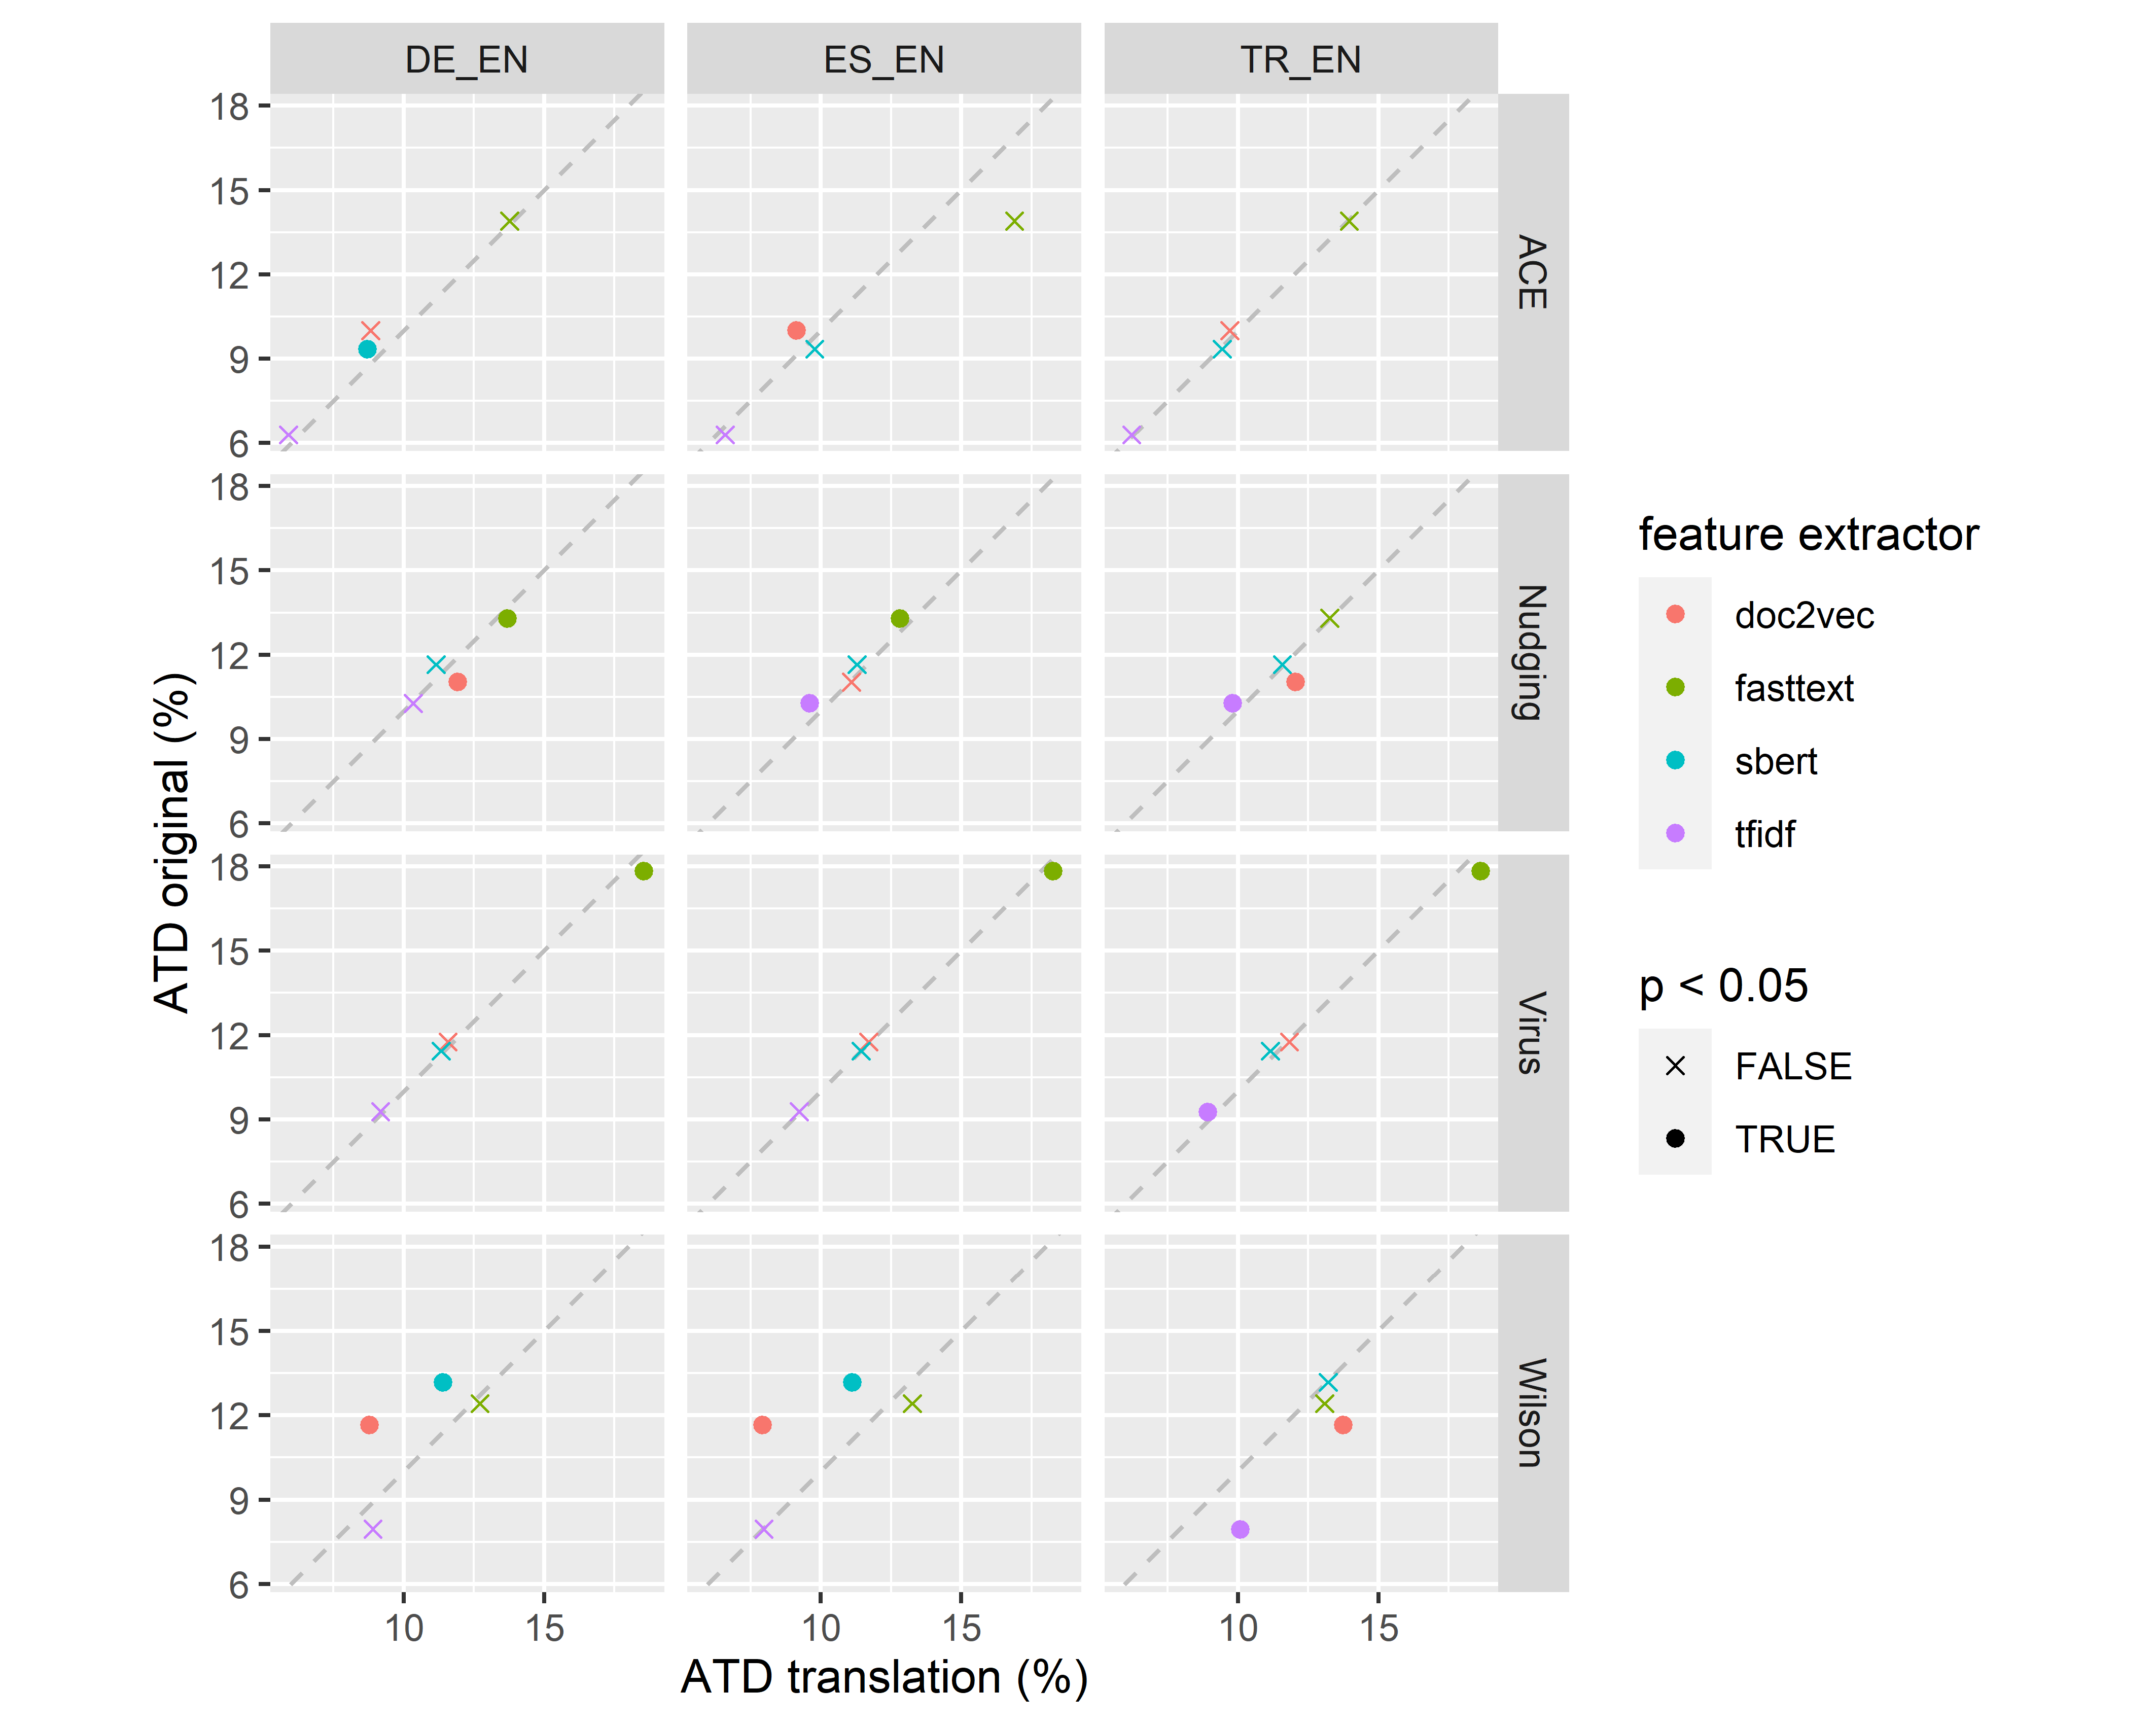 DE_EN
ES_EN
TR_EN
18
15
12
9
6
ACE
18
15
12
9
6
Nudging
18
15
12
9
6
Virus
18
15
12
9
6
Wilson
10
15
10
15
10
15
ATD translation (%)
ATD original (%)
feature extractor
doc2vec
fasttext
sbert
tfidf
p < 0.05
FALSE
TRUE